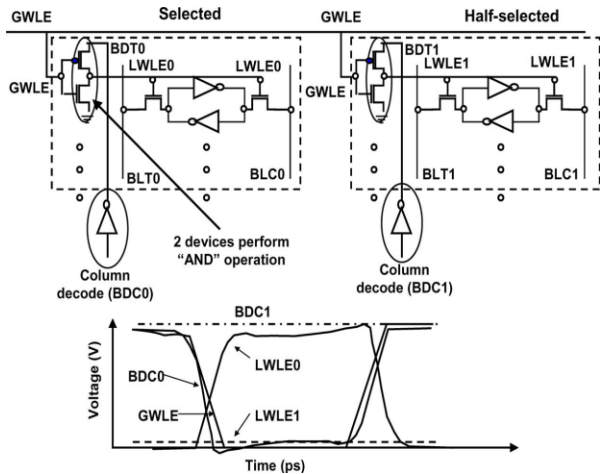 GWLE
Selected
Half-selected
BDT0
LWLE0
LWLE0
BDT1
LWLE1
LWLE1
GWLE
GWLE
BLT0
BLC0
BLT1
BLC1
2 devices perform
“AND” operation
Column
decode (BDC0)
Column
decode (BDC1)
BDC1
BDC0
LWLE0
GWLE
LWLE1
Voltage (V)
Time (ps)